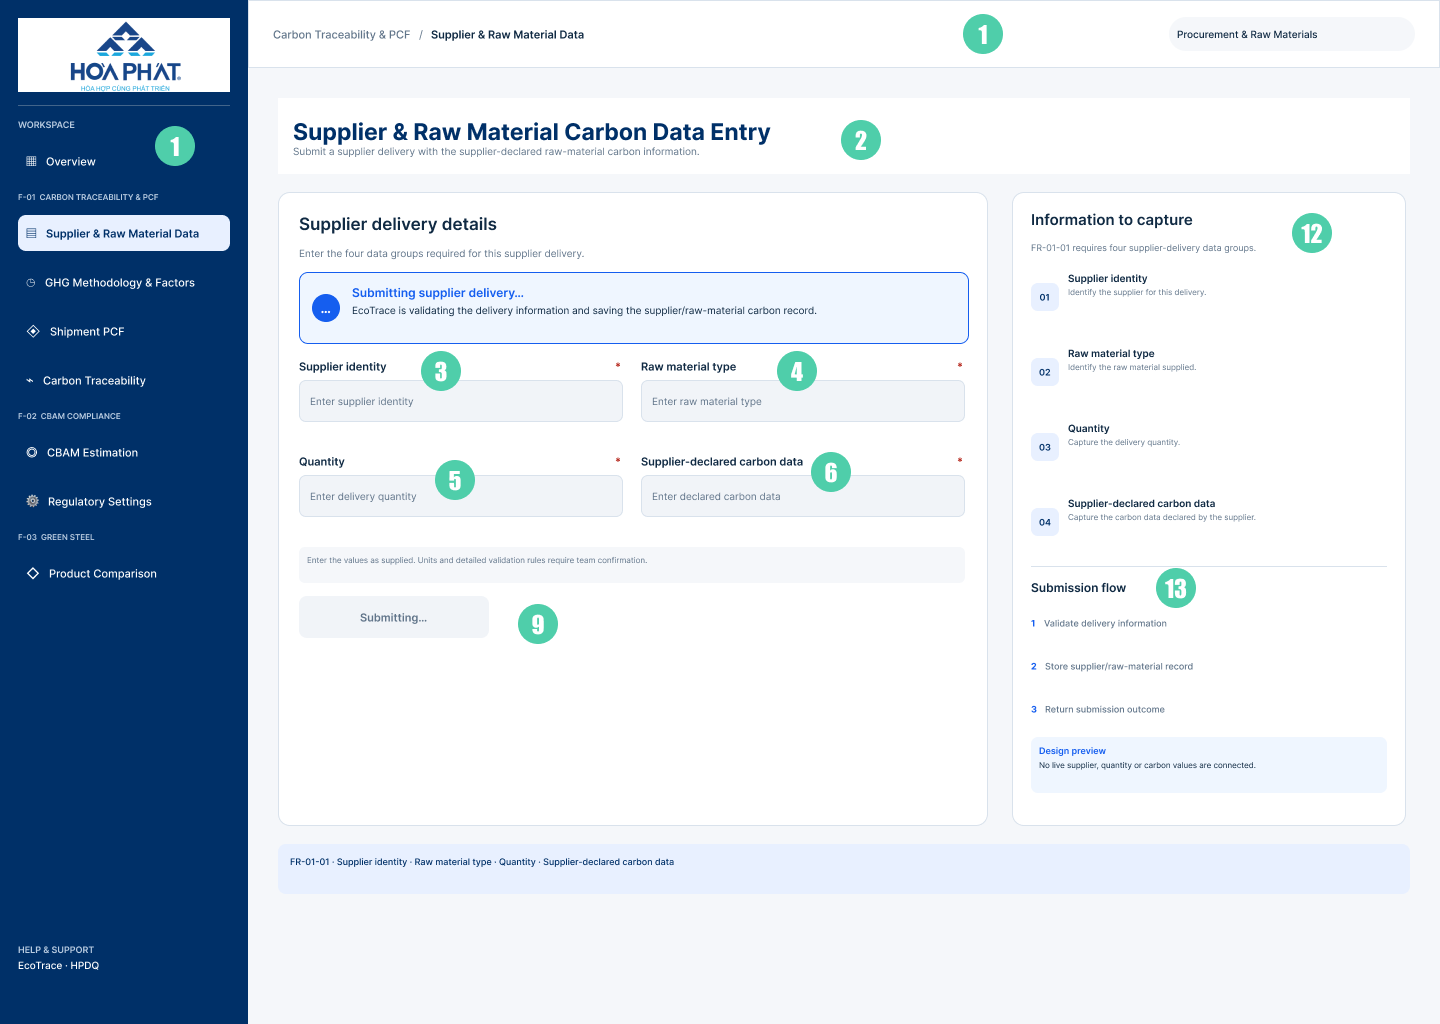 HÒA PHÁT
HÒA HỢP CÙNG PHÁT TRIỂN
WORKSPACE
1
Overview
F-01 CARBON TRACEABILITY & PCF
Supplier & Raw Material Data
GHG Methodology & Factors
Shipment PCF
Carbon Traceability
F-02 CBAM COMPLIANCE
CBAM Estimation
Regulatory Settings
F-03 GREEN STEEL
Product Comparison
HELP & SUPPORT
EcoTrace · HPDQ
Carbon Traceability & PCF / Supplier & Raw Material Data
1
Procurement & Raw Materials
Supplier & Raw Material Carbon Data Entry
2
Submit a supplier delivery with the supplier-declared raw-material carbon information.
Supplier delivery details
Enter the four data groups required for this supplier delivery.
... Submitting supplier delivery...
EcoTrace is validating the delivery information and saving the supplier/raw-material carbon record.
Supplier identity 3 *
Enter supplier identity
Raw material type 4 *
Enter raw material type
Quantity 5 *
Enter delivery quantity
Supplier-declared carbon data 6 *
Enter declared carbon data
Enter the values as supplied. Units and detailed validation rules require team confirmation.
Submitting...
9
Information to capture
12
FR-01-01 requires four supplier-delivery data groups.
01 Supplier identity
Identify the supplier for this delivery.
02 Raw material type
Identify the raw material supplied.
03 Quantity
Capture the delivery quantity.
04 Supplier-declared carbon data
Capture the carbon data declared by the supplier.
Submission flow
13
1 Validate delivery information
2 Store supplier/raw-material record
3 Return submission outcome
Design preview
No live supplier, quantity or carbon values are connected.
FR-01-01 · Supplier identity · Raw material type · Quantity · Supplier-declared carbon data